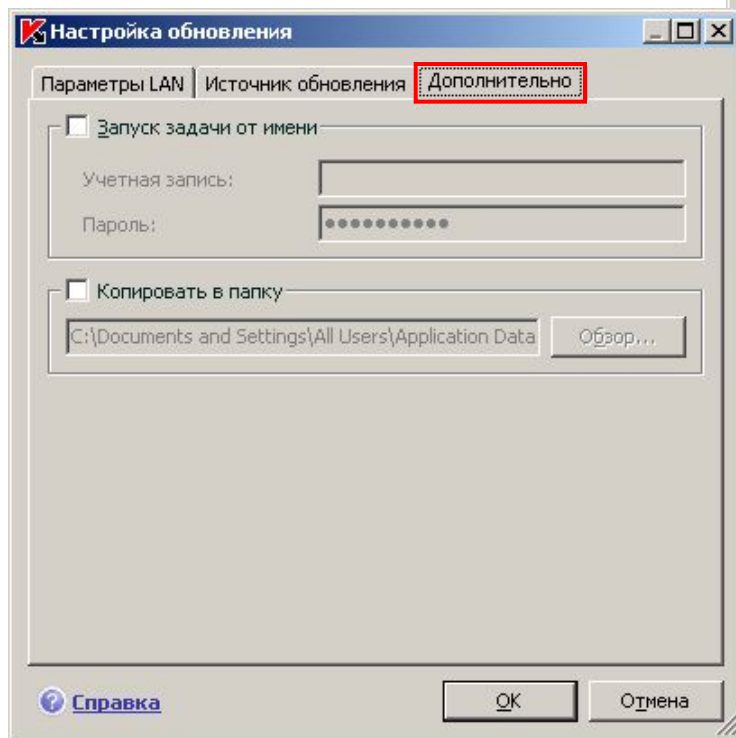 Настройка обновления
Параметры LAN Источник обновления Дополнительно
Запуск задачи от имени
Учетная запись:
Пароль: ●●●●●●●●●●
Копировать в папку
C:\Documents and Settings\All Users\Application Data Обзор...
Справка OK Отмена